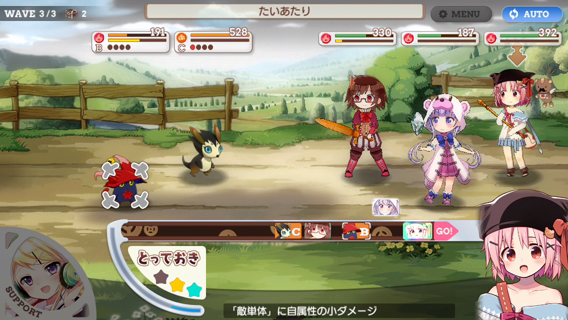 WAVE 3/3 2
たいあたり
MENU
AUTO
191
B
528
C
330
187
392
C
B
GO!
とっておき
SUPPORT
「敵単体」に自属性の小ダメージ